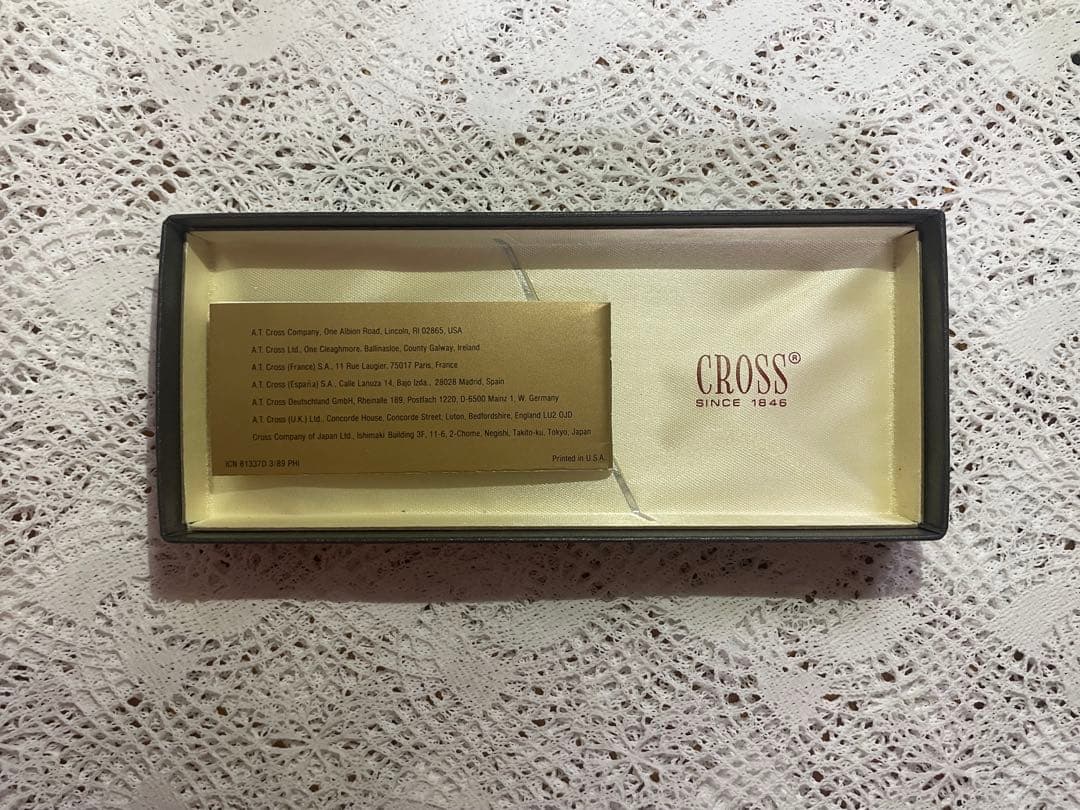 A.T. Cross Company, One Albion Road, Lincoln, RI 02865, USA
A.T. Cross Ltd., One Cleaghmore, Ballinasloe, County Galway, Ireland
A.T. Cross (France) S.A., 11 Rue Laugier, 75017 Paris, France
A.T. Cross (España) S.A., Calle Lanuza 14, Bajo Izda., 28028 Madrid, Spain
A.T. Cross Deutschland GmbH, Rheinalle 189, Postfach 1220, D-6500 Mainz 1, W. Germany
A.T. Cross (U.K.) Ltd., Concorde House, Concorde Street, Luton, Bedfordshire, England LU2 OJD
Cross Company of Japan Ltd., Ishimaki Building 3F, 11-6, 2-Chome, Negishi, Takito-ku, Tokyo, Japan
ICN 81337D 3/89 PHI
Printed in U.S.A.
CROSS®
SINCE 1846